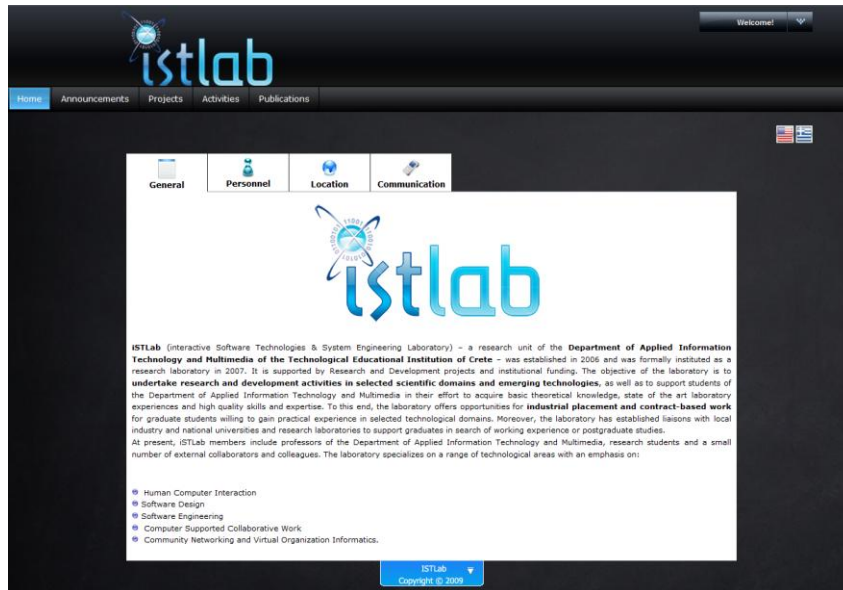 Welcome!
istlab
Home Announcements Projects Activities Publications
General Personnel Location Communication
istlab
iSTLab (interactive Software Technologies & System Engineering Laboratory) – a research unit of the Department of Applied Information
Technology and Multimedia of the Technological Educational Institution of Crete – was established in 2006 and was formally instituted as a
research laboratory in 2007. It is supported by Research and Development projects and institutional funding. The objective of the laboratory is to
undertake research and development activities in selected scientific domains and emerging technologies, as well as to support students of
the Department of Applied Information Technology and Multimedia in their effort to acquire basic theoretical knowledge, state of the art laboratory
experiences and high quality skills and expertise. To this end, the laboratory offers opportunities for industrial placement and contract-based work
for graduate students willing to gain practical experience in selected technological domains. Moreover, the laboratory has established liaisons with local
industry and national universities and research laboratories to support graduates in search of working experience or postgraduate studies.
At present, iSTLab members include professors of the Department of Applied Information Technology and Multimedia, research students and a small
number of external collaborators and colleagues. The laboratory specializes on a range of technological areas with an emphasis on:
Human Computer Interaction
Software Design
Software Engineering
Computer Supported Collaborative Work
Community Networking and Virtual Organization Informatics.
ISTLab
Copyright © 2009